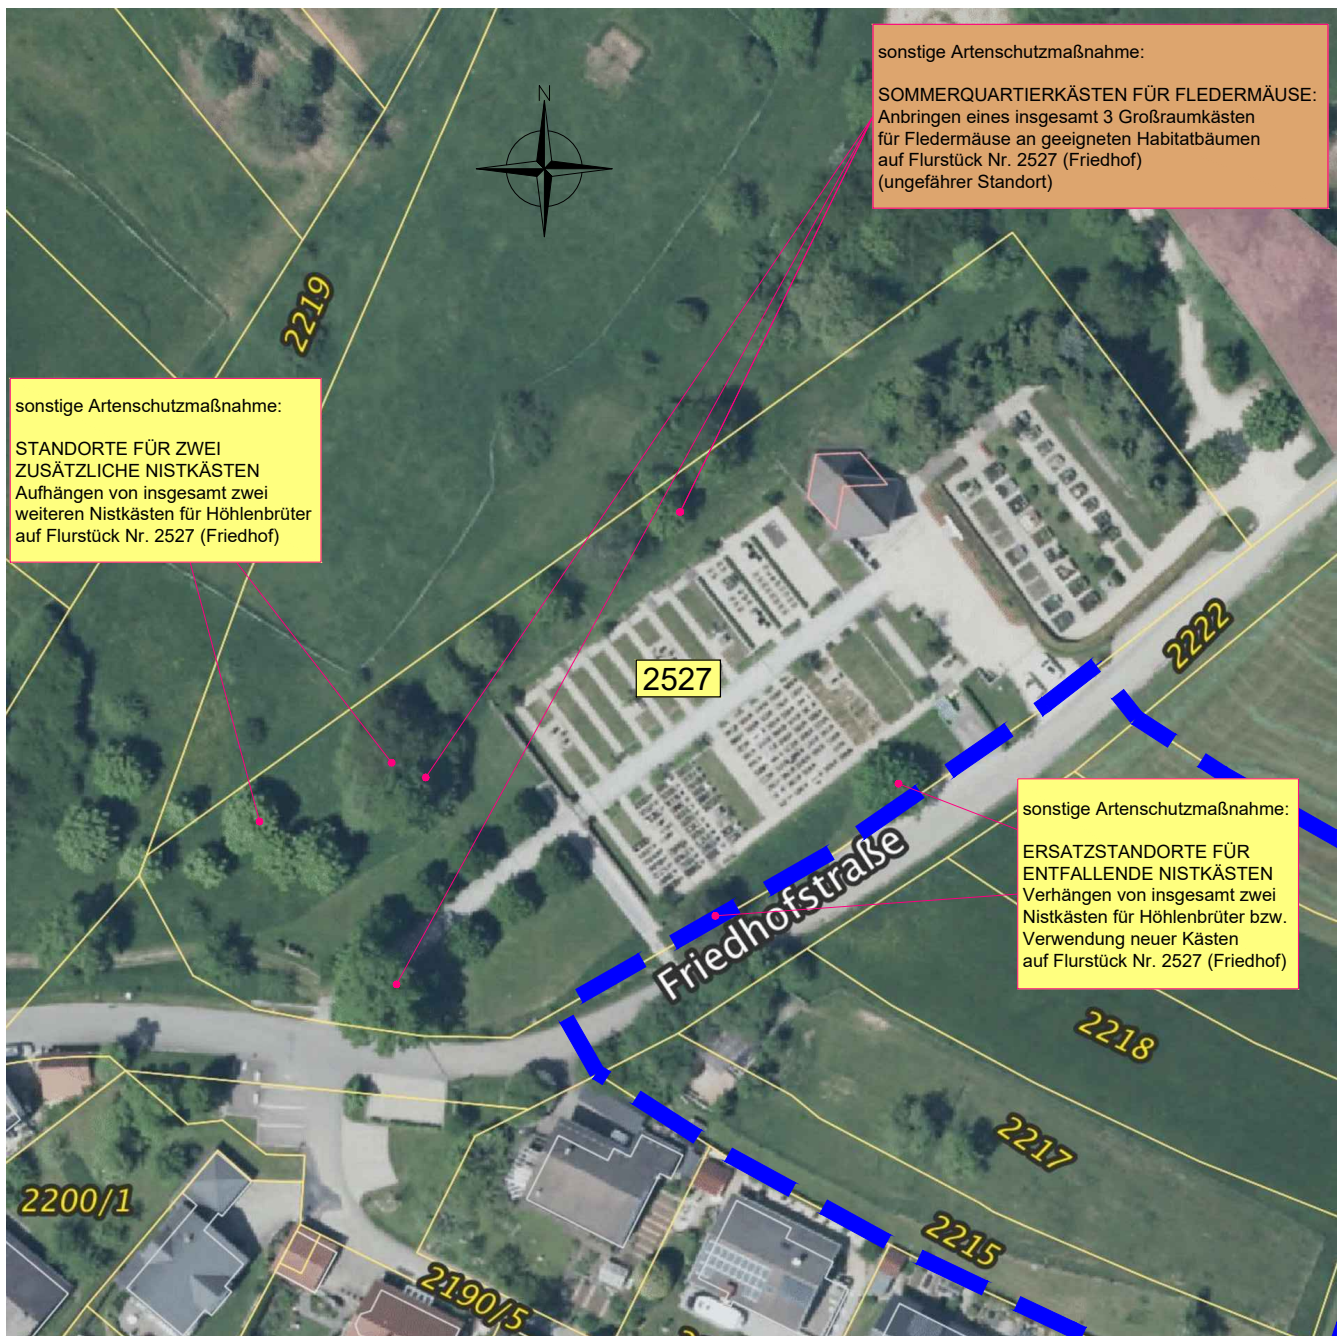 sonstige Artenschutzmaßnahme:
SOMMERQUARTIERKÄSTEN FÜR FLEDERMÄUSE:
Anbringen eines insgesamt 3 Großraumkästen
für Fledermäuse an geeigneten Habitatbäumen
auf Flurstück Nr. 2527 (Friedhof)
(ungefährer Standort)
N
2219
sonstige Artenschutzmaßnahme:
STANDORTE FÜR ZWEI
ZUSÄTZLICHE NISTKÄSTEN
Aufhängen von insgesamt zwei
weiteren Nistkästen für Höhlenbrüter
auf Flurstück Nr. 2527 (Friedhof)
2527
2222
sonstige Artenschutzmaßnahme:
ERSATZSTANDORTE FÜR
ENTFALLENDE NISTKÄSTEN
Verhängen von insgesamt zwei
Nistkästen für Höhlenbrüter bzw.
Verwendung neuer Kästen
auf Flurstück Nr. 2527 (Friedhof)
Friedhofstraße
2218
2217
2200/1
2215
2190/5